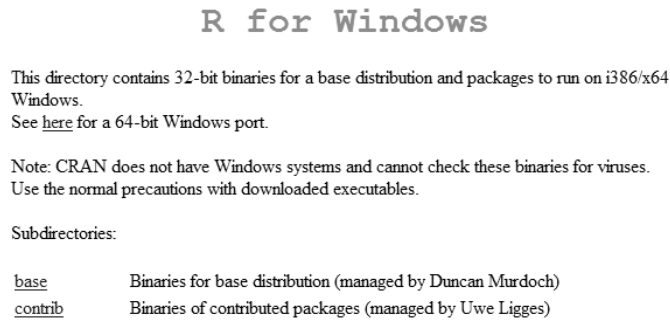 R for Windows
This directory contains 32-bit binaries for a base distribution and packages to run on i386/x64
Windows.
See here for a 64-bit Windows port.
Note: CRAN does not have Windows systems and cannot check these binaries for viruses.
Use the normal precautions with downloaded executables.
Subdirectories:
base Binaries for base distribution (managed by Duncan Murdoch)
contrib Binaries of contributed packages (managed by Uwe Ligges)